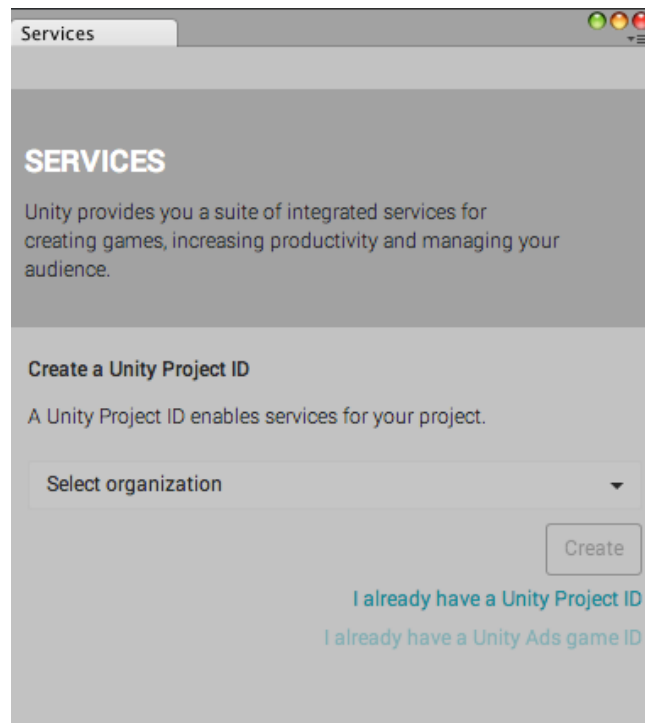 Services
SERVICES
Unity provides you a suite of integrated services for
creating games, increasing productivity and managing your
audience.
Create a Unity Project ID
A Unity Project ID enables services for your project.
Select organization
Create
I already have a Unity Project ID
I already have a Unity Ads game ID